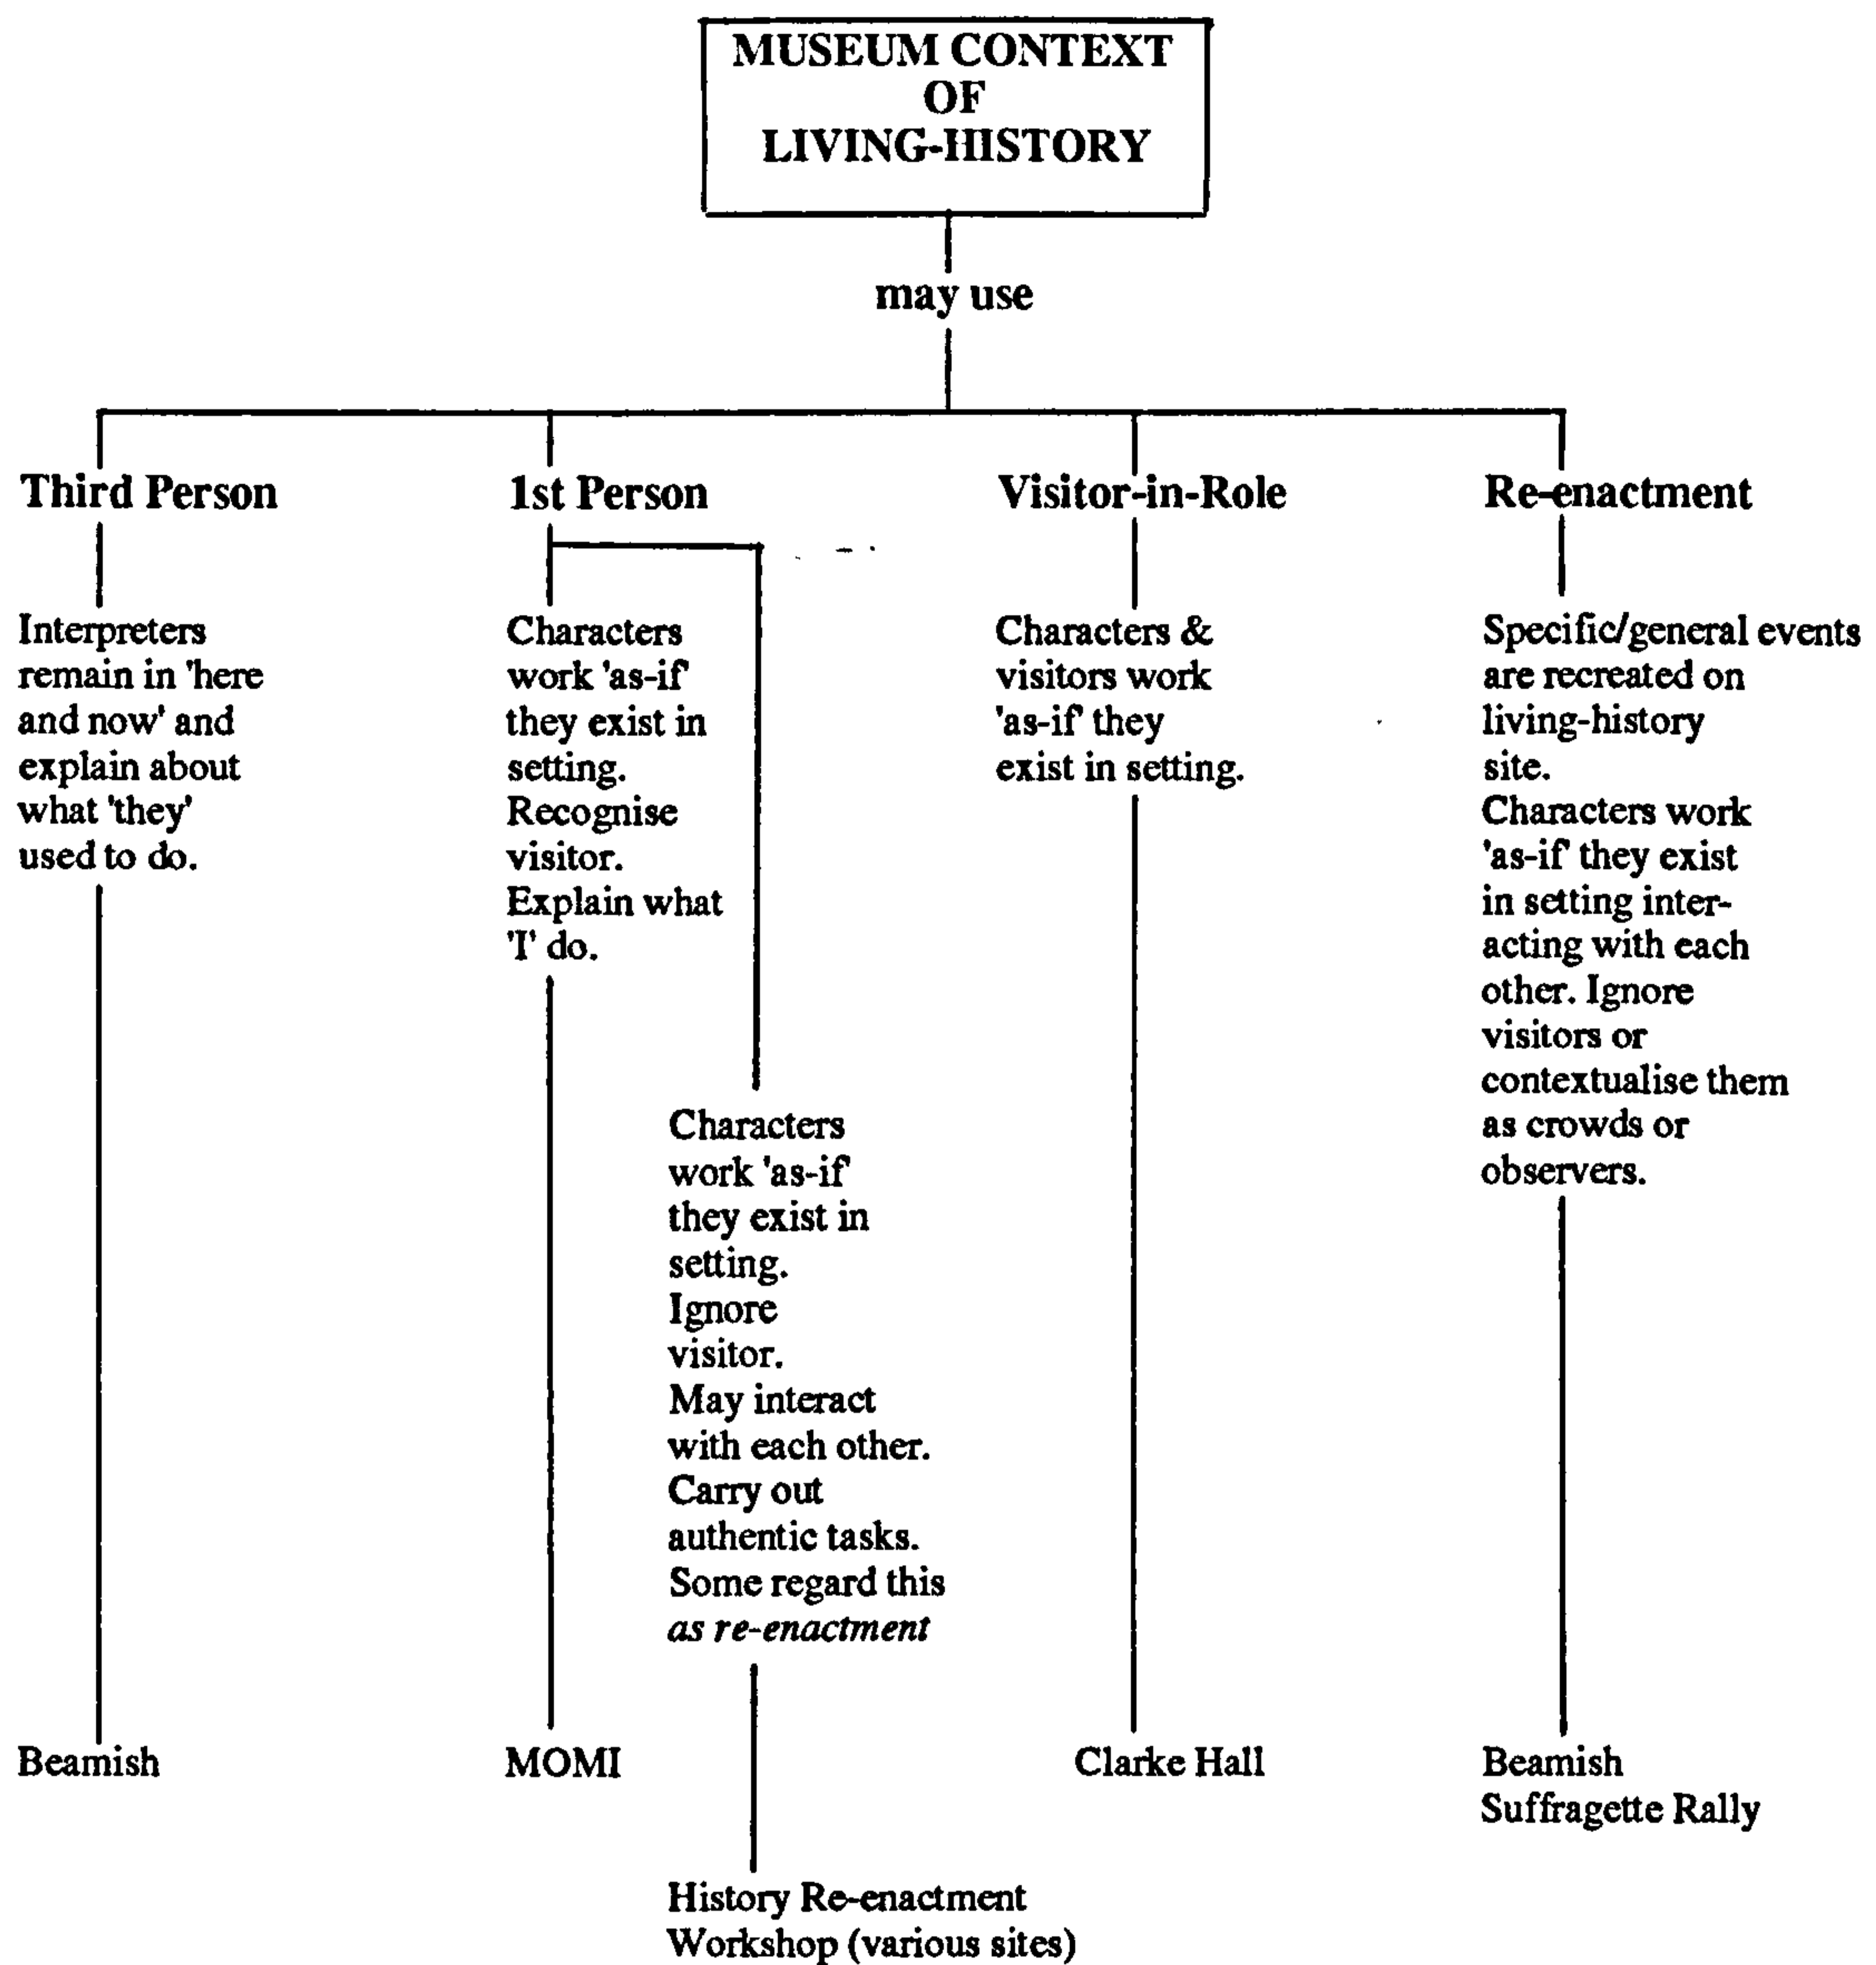 MUSEUM CONTEXT
OF
LIVING-HISTORY
may use
Third Person
Interpreters
remain in 'here
and now' and
explain about
what 'they'
used to do.
Beamish
1st Person
Characters
work 'as-if'
they exist in
setting.
Recognise
visitor.
Explain what
'I' do.
MOMI
Characters
work 'as-if'
they exist in
setting.
Ignore
visitor.
May interact
with each other.
Carry out
authentic tasks.
Some regard this
as re-enactment
History Re-enactment
Workshop (various sites)
Visitor-in-Role
Characters &
visitors work
'as-if' they
exist in setting.
Clarke Hall
Re-enactment
Specific/general events
are recreated on
living-history
site.
Characters work
'as-if' they exist
in setting inter-
acting with each
other. Ignore
visitors or
contextualise them
as crowds or
observers.
Beamish
Suffragette Rally